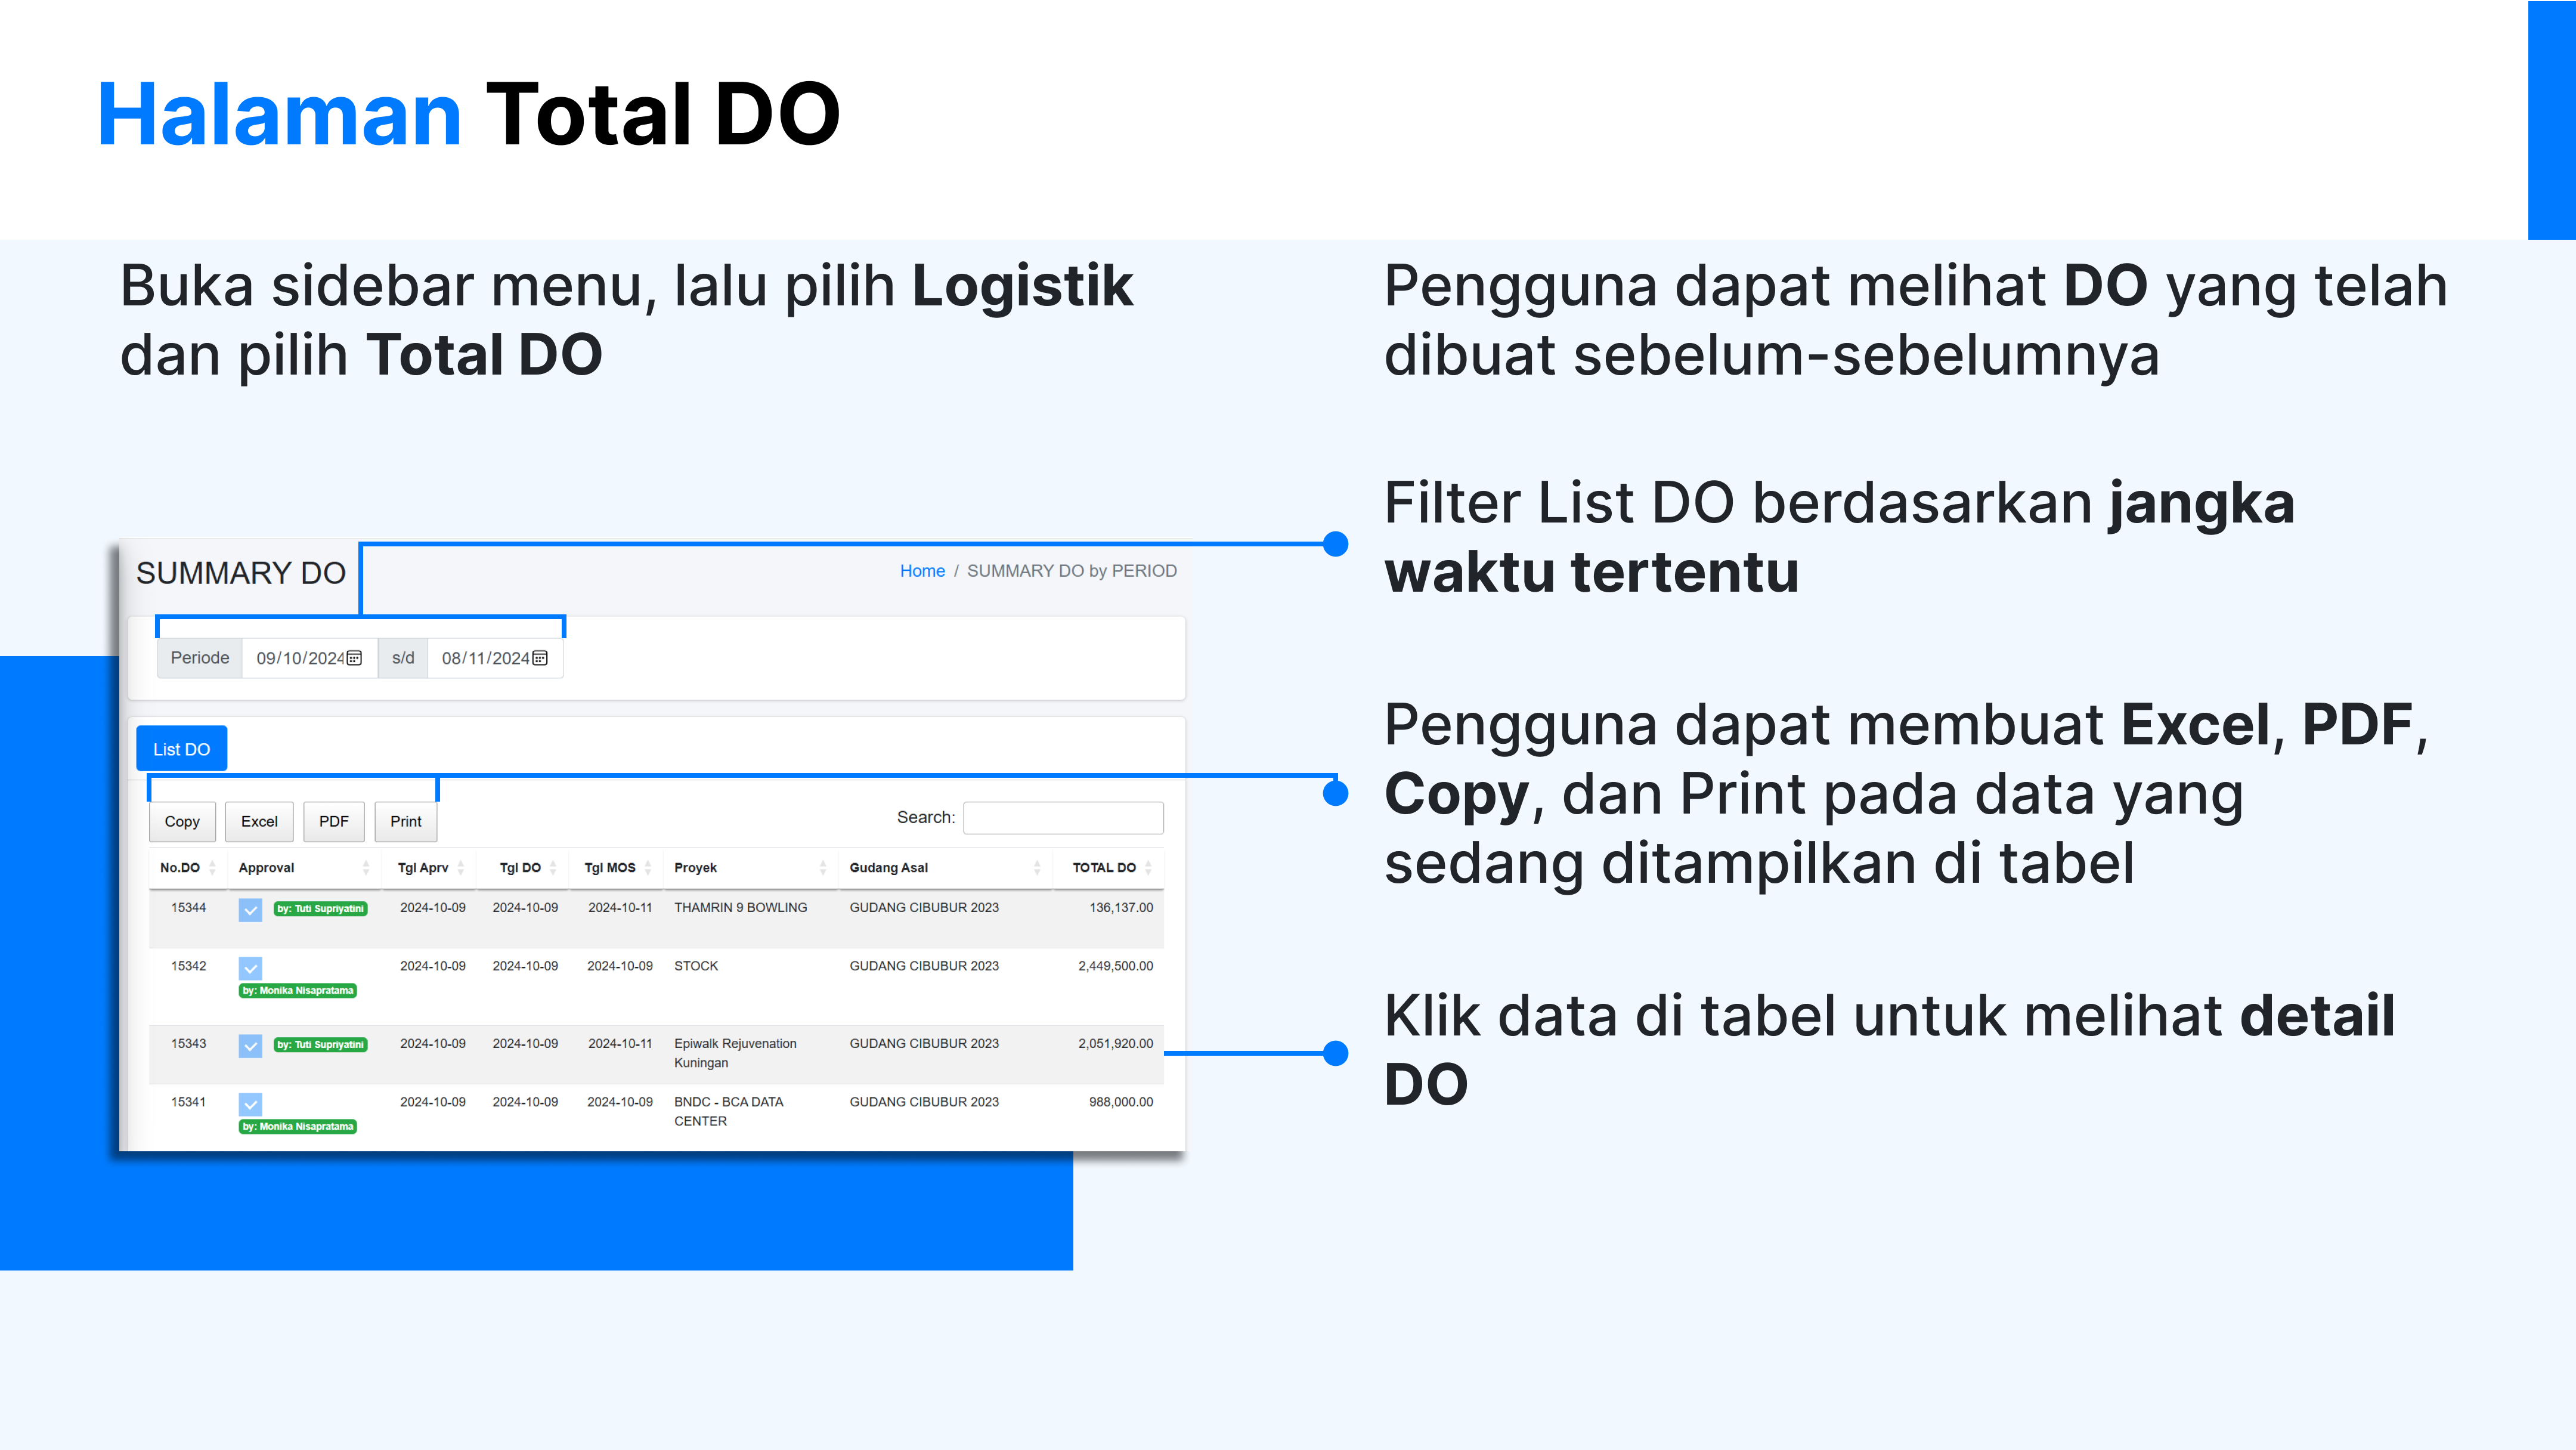 Halaman Total DO
Buka sidebar menu, lalu pilih Logistik
dan pilih Total DO
SUMMARY DO
Home / SUMMARY DO by PERIOD
Periode 09/10/2024 s/d 08/11/2024
List DO
Copy Excel PDF Print Search:
No.DO Approval Tgl Aprv Tgl DO Tgl MOS Proyek Gudang Asal TOTAL DO
15344 by: Tuti Supriyatini 2024-10-09 2024-10-09 2024-10-11 THAMRIN 9 BOWLING GUDANG CIBUBUR 2023 136,137.00
15342 2024-10-09 2024-10-09 2024-10-09 STOCK GUDANG CIBUBUR 2023 2,449,500.00
by: Monika Nisapratama
15343 by: Tuti Supriyatini 2024-10-09 2024-10-09 2024-10-11 Epiwalk Rejuvenation GUDANG CIBUBUR 2023 2,051,920.00
Kuningan
15341 2024-10-09 2024-10-09 2024-10-09 BNDC - BCA DATA GUDANG CIBUBUR 2023 988,000.00
CENTER
by: Monika Nisapratama
Pengguna dapat melihat DO yang telah
dibuat sebelum-sebelumnya
Filter List DO berdasarkan jangka
waktu tertentu
Pengguna dapat membuat Excel, PDF,
Copy, dan Print pada data yang
sedang ditampilkan di tabel
Klik data di tabel untuk melihat detail
DO